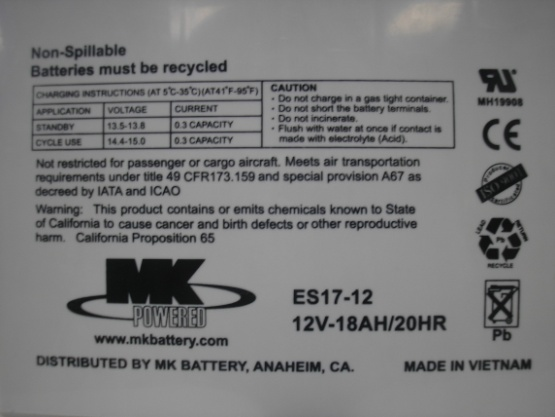 Non-Spillable
Batteries must be recycled
CHARGING INSTRUCTIONS (AT 5°C-35°C)(AT41°F-95°F)
APPLICATION VOLTAGE CURRENT
STANDBY 13.5-13.8 0.3 CAPACITY
CYCLE USE 14.4-15.0 0.3 CAPACITY
CAUTION
- Do not charge in a gas tight container.
- Do not short the battery terminals.
- Do not incinerate.
- Flush with water at once if contact is
made with electrolyte (Acid).
MH19908
CE
Not restricted for passenger or cargo aircraft. Meets air transportation
requirements under title 49 CFR173.159 and special provision A67 as
decreed by IATA and ICAO
Warning: This product contains or emits chemicals known to State
of California to cause cancer and birth defects or other reproductive
harm. California Proposition 65
LEAD
RETURN
Pb
RECYCLE
MK
POWERED
www.mkbattery.com
ES17-12
12V-18AH/20HR
Pb
DISTRIBUTED BY MK BATTERY, ANAHEIM, CA.
MADE IN VIETNAM